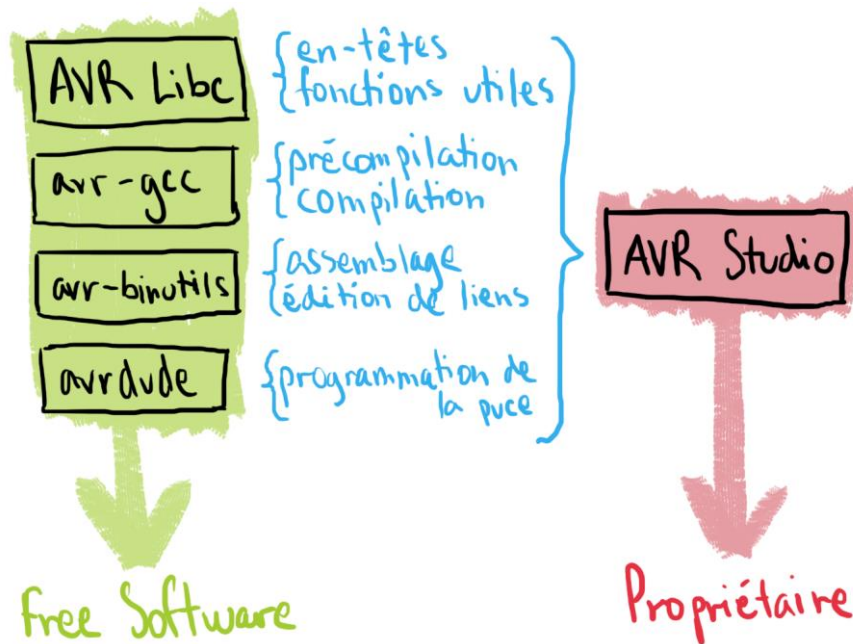 AVR Libc
en-têtes
fonctions utiles
avr-gcc
précompilation
compilation
avr-binutils
assemblage
édition de liens
avrdude
programmation de
la puce
AVR Studio
Free Software
Propriétaire